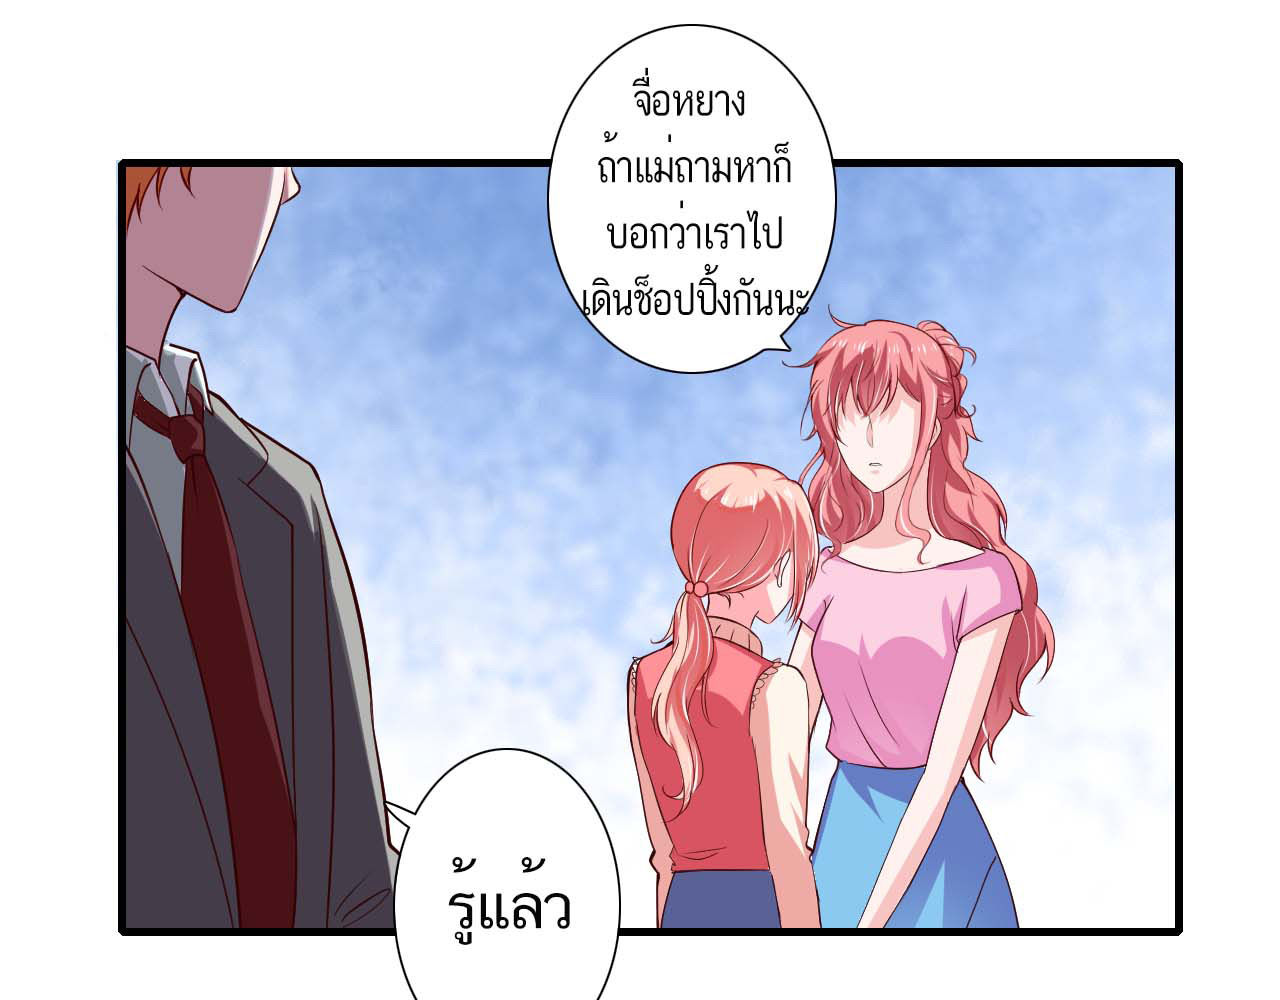 จื่อหยาง
ถ้าแม่ถามหาก็
บอกว่าเราไป
เดินช็อปปิ้งกันนะ
รู้แล้ว